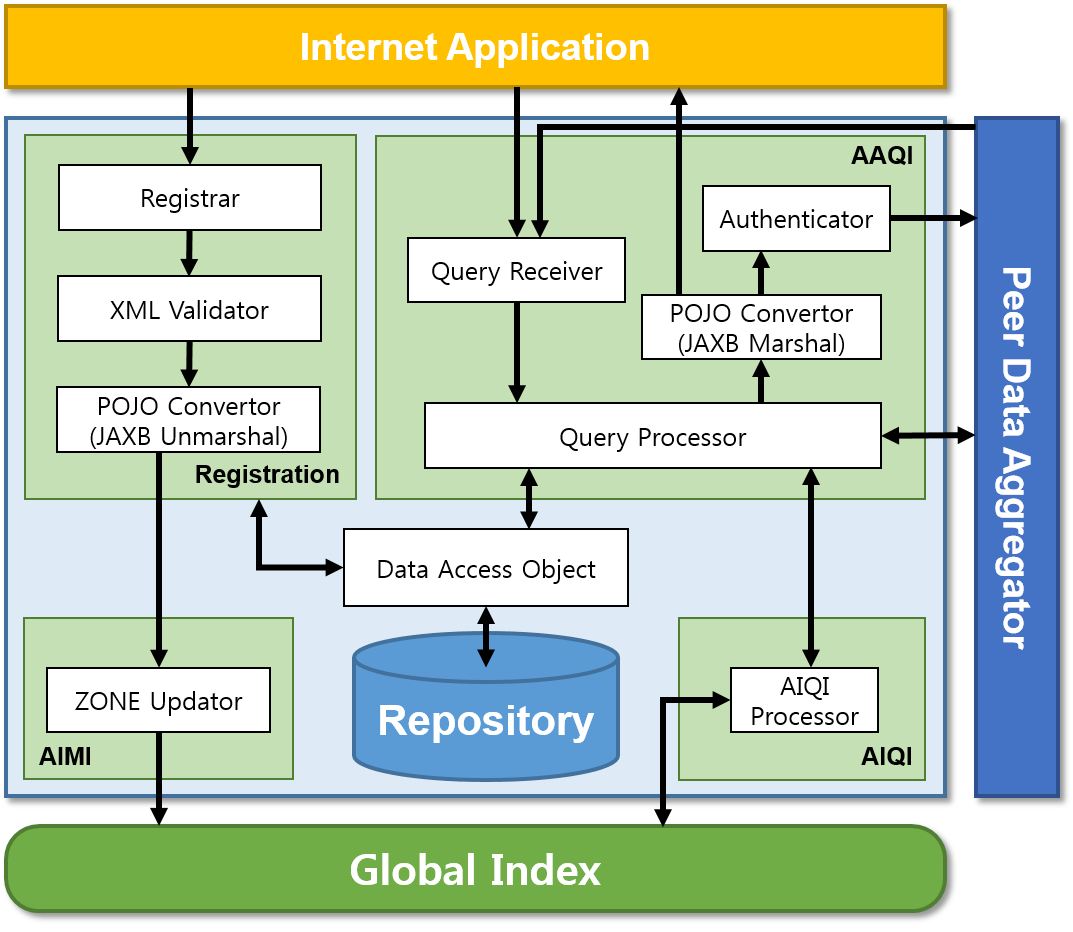 Internet Application
AAQI
Registrar
Authenticator
Query Receiver
XML Validator
POJO Convertor
(JAXB Marshal)
POJO Convertor
(JAXB Unmarshal)
Query Processor
Registration
Peer Data Aggregator
Data Access Object
ZONE Updator
AIMI
Repository
AIQI
Processor
AIQI
Global Index